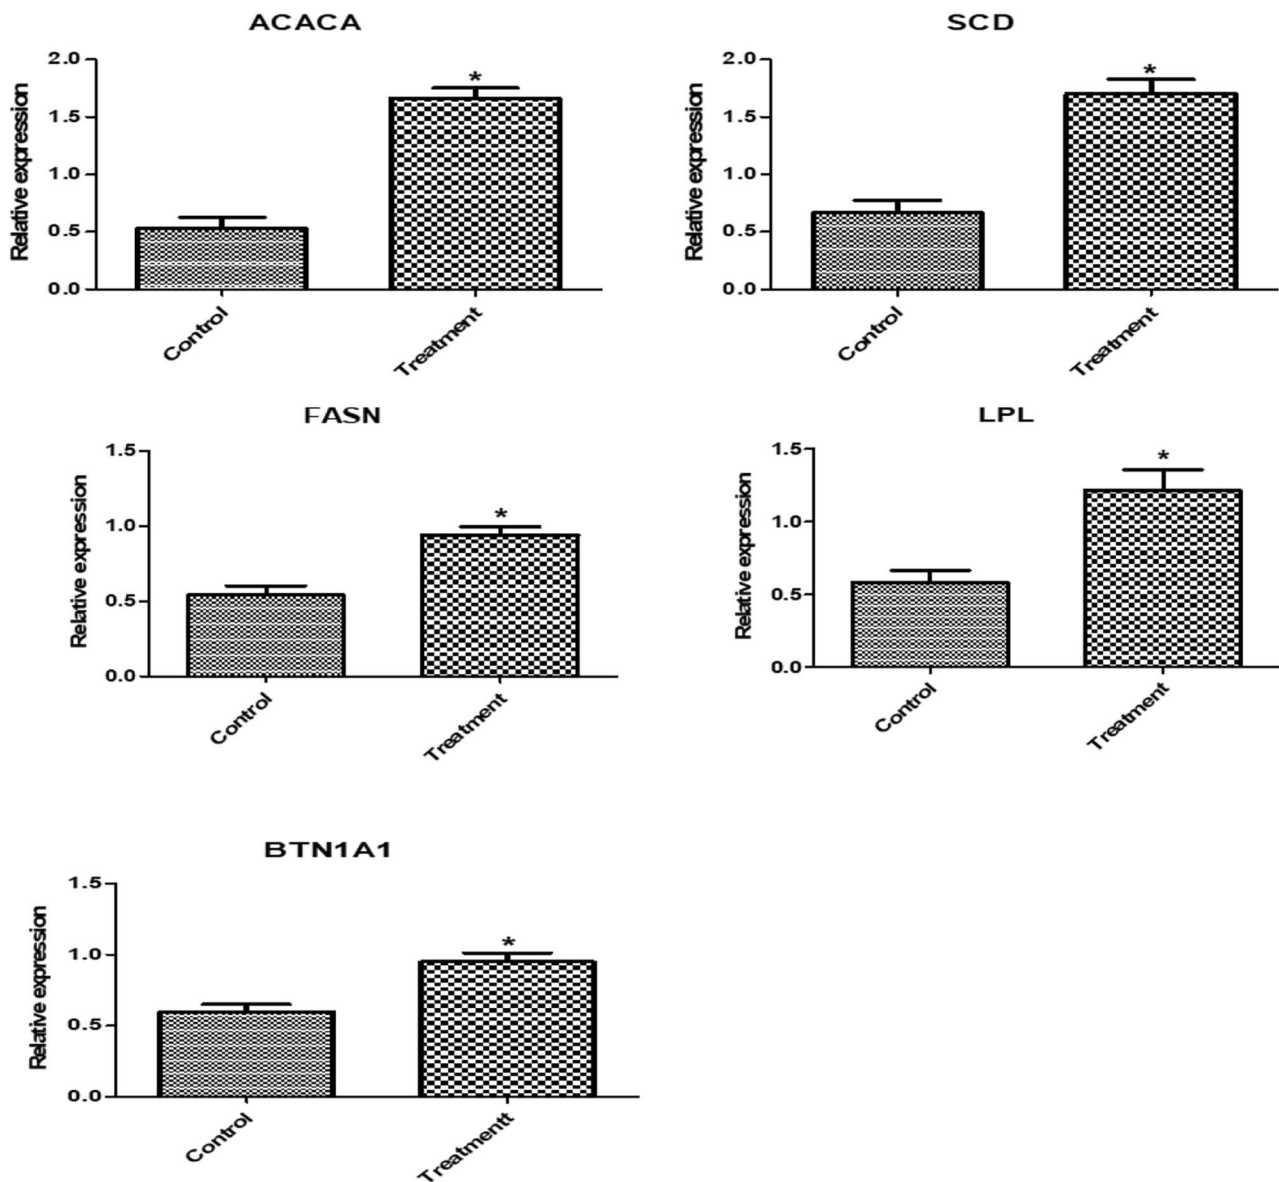 ACACA
2.0
*
1.5
1.0
0.5
0.0
Relative expression
Control
Treatment
SCD
2.0
*
1.5
1.0
0.5
0.0
Relative expression
Control
Treatment
FASN
1.5
1.0
*
0.5
0.0
Relative expression
Control
Treatment
LPL
1.5
*
1.0
0.5
0.0
Relative expression
Control
Treatment
BTN1A1
1.5
1.0
*
0.5
0.0
Relative expression
Control
Treatmentt